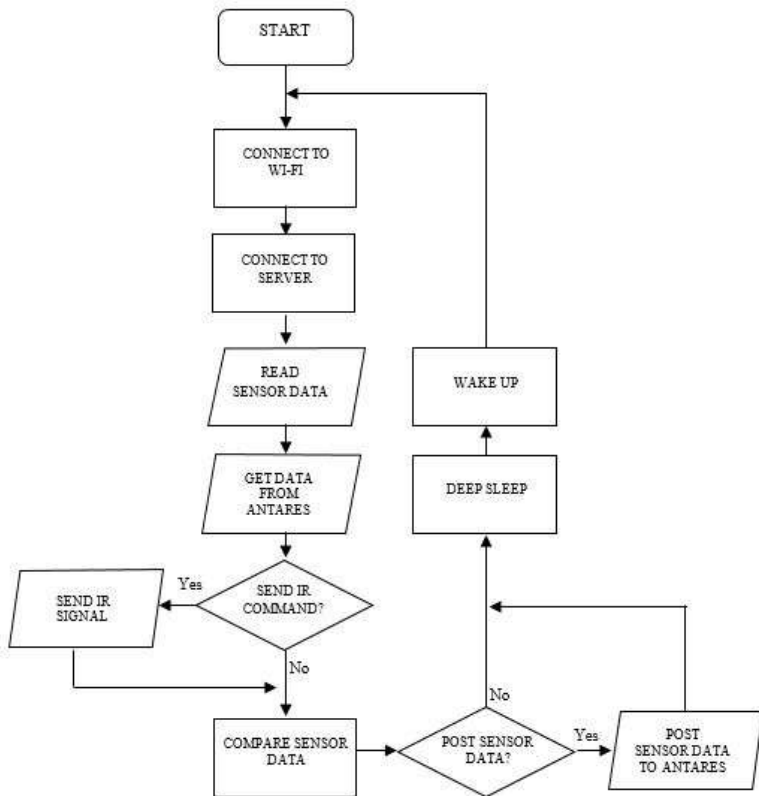 START
CONNECT TO
WI-FI
CONNECT TO
SERVER
READ
SENSOR DATA
WAKE UP
GET DATA
FROM
ANTARES
DEEP SLEEP
Yes
SEND IR
COMMAND?
SEND IR
SIGNAL
No
COMPARE SENSOR
DATA
POST SENSOR
DATA?
No
Yes
POST
SENSOR DATA
TO ANTARES